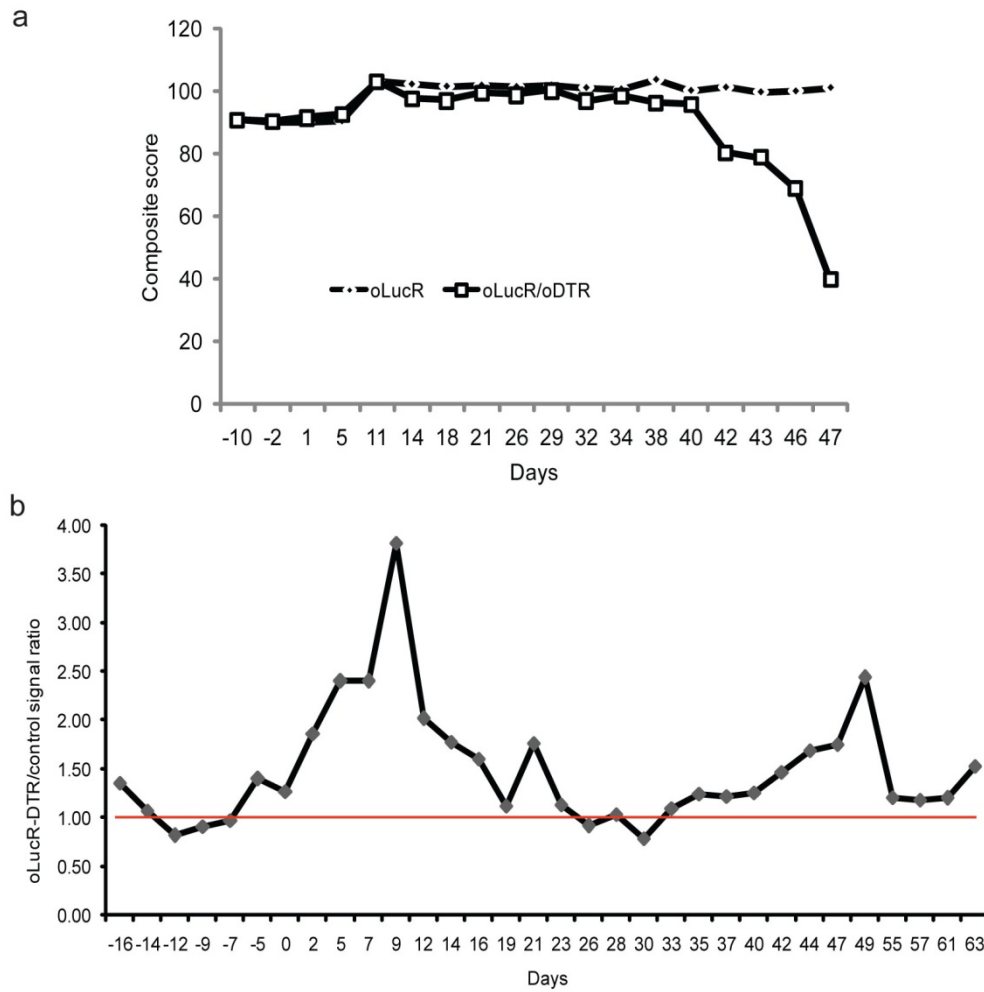 a
120
100
80
60
40
20
0
Composite score
oLucR oLucR/oDTR
-10 -2 1 5 11 14 18 21 26 29 32 34 38 40 42 43 46 47
Days
b
4.00
3.50
3.00
2.50
2.00
1.50
1.00
0.50
0.00
oLucR-DTR/control signal ratio
-16 -14 -12 -9 -7 -5 0 2 5 7 9 12 14 16 19 21 23 26 28 30 33 35 37 40 42 44 47 49 55 57 61 63
Days